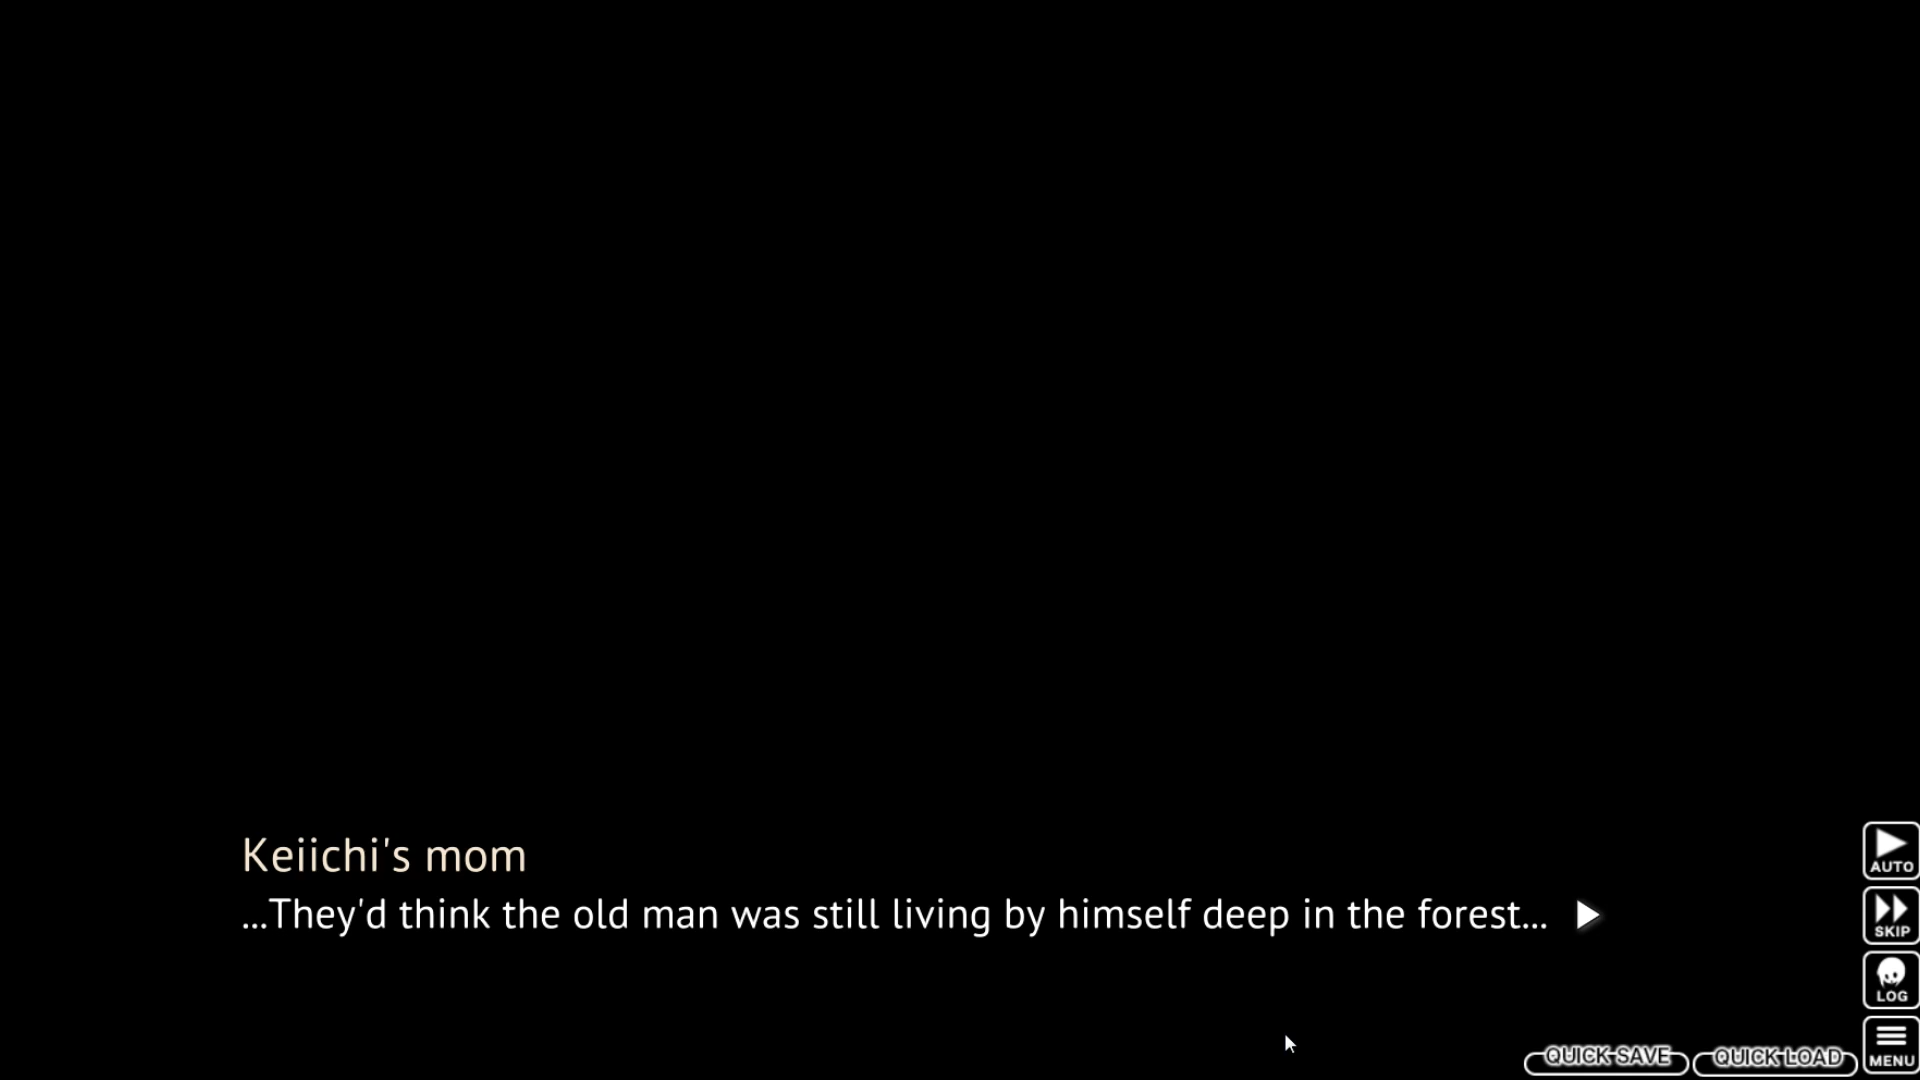 Keiichi's mom
...They'd think the old man was still living by himself deep in the forest...
AUTO
SKIP
LOG
MENU
QUICK SAVE
QUICK LOAD